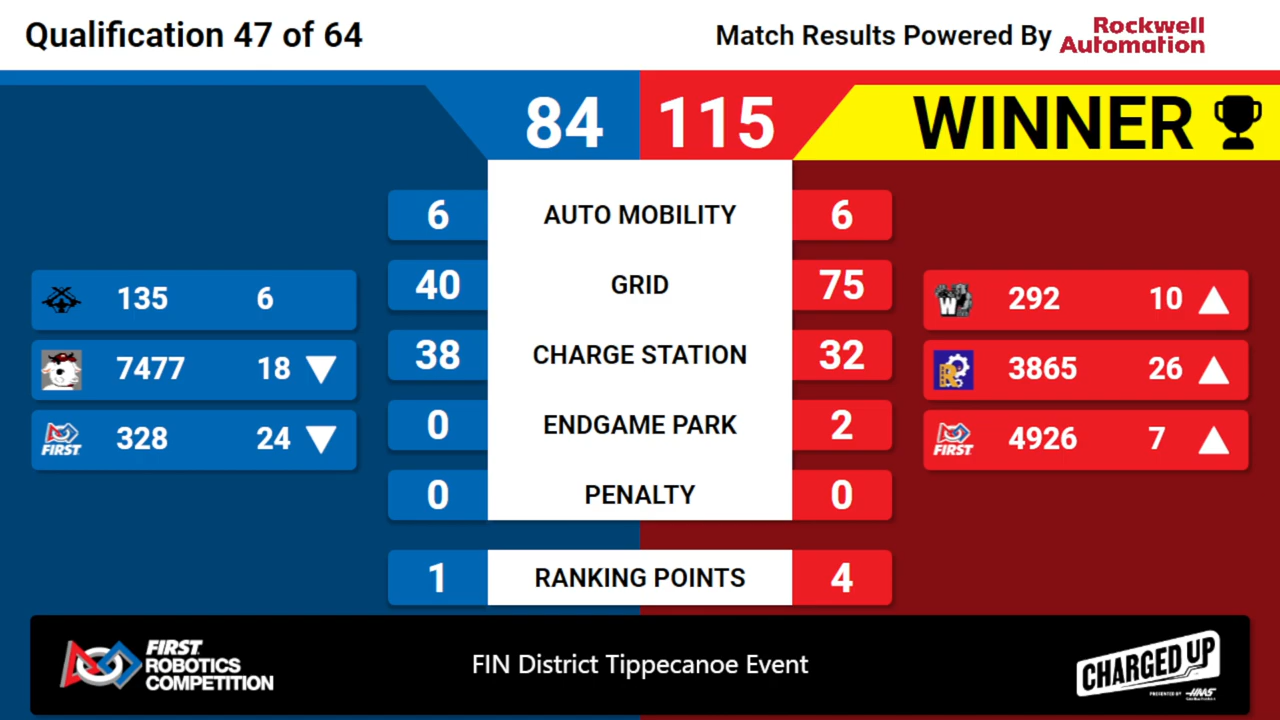 Qualification 47 of 64
Match Results Powered By Rockwell Automation
84 115 WINNER
6 AUTO MOBILITY 6
40 GRID 75
38 CHARGE STATION 32
0 ENDGAME PARK 2
0 PENALTY 0
1 RANKING POINTS 4
135 6
7477 18
FIRST 328 24
W 292 10
R 3865 26
FIRST 4926 7
FIRST
ROBOTICS
COMPETITION
FIN District Tippecanoe Event
CHARGED UP
PRESENTED BY HAAS